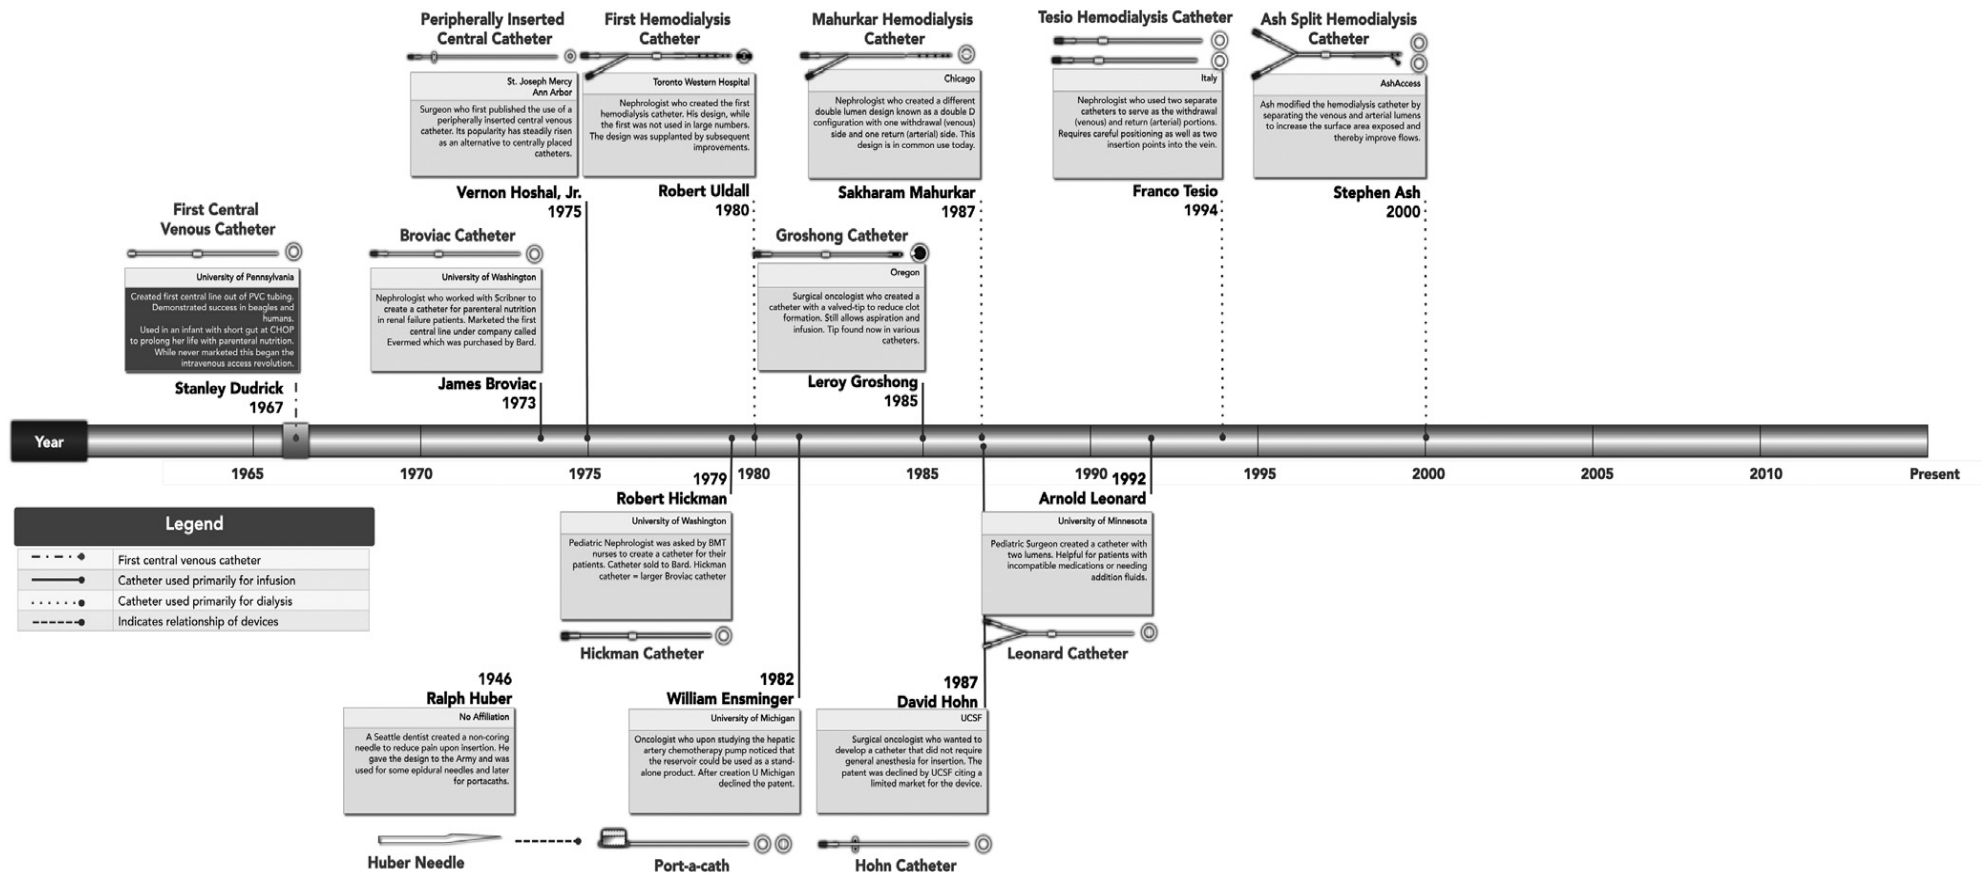 Peripherally Inserted
Central Catheter
St. Joseph Mercy
Ann Arbor
Surgeon who first published the use of a
peripherally inserted central venous
catheter. Its popularity has steadily risen
as an alternative to centrally placed
catheters.
Vernon Hoshal, Jr.
1975
First Hemodialysis
Catheter
Toronto Western Hospital
Nephrologist who created the first
hemodialysis catheter. His design, while
the first was not used in large numbers.
The design was supplanted by subsequent
improvements.
Robert Uldall
1980
Mahurkar Hemodialysis
Catheter
Chicago
Nephrologist who created a different
double lumen design known as a double D
configuration with one withdrawal (venous)
side and one return (arterial) side. This
design is in common use today.
Sakharam Mahurkar
1987
Tesio Hemodialysis Catheter
Italy
Nephrologist who used two separate
catheters to serve as the withdrawal
(venous) and return (arterial) portions.
Requires careful positioning as well as two
insertion points into the vein.
Franco Tesio
1994
Ash Split Hemodialysis
Catheter
AshAccess
Ash modified the hemodialysis catheter by
separating the venous and arterial lumens
to increase the surface area exposed and
thereby improve flows.
Stephen Ash
2000
First Central
Venous Catheter
University of Pennsylvania
Created first central line out of PVC tubing.
Demonstrated success in beagles and
humans.
Used in an infant with short gut at CHOP
to prolong her life with parenteral nutrition.
While never marketed this began the
intravenous access revolution.
Stanley Dudrick
1967
Broviac Catheter
University of Washington
Nephrologist who worked with Scribner to
create a catheter for parenteral nutrition
in renal failure patients. Marketed the first
central line under company called
Evermed which was purchased by Bard.
James Broviac
1973
Groshong Catheter
Oregon
Surgical oncologist who created a
catheter with a valved-tip to reduce clot
formation. Still allows aspiration and
infusion. Tip found now in various
catheters.
Leroy Groshong
1985
Year
1965
1970
1975
1980
1985
1990
1995
2000
2005
2010
Present
1979
Robert Hickman
University of Washington
Pediatric Nephrologist was asked by BMT
nurses to create a catheter for their
patients. Catheter sold to Bard. Hickman
catheter = larger Broviac catheter
Hickman Catheter
1992
Arnold Leonard
University of Minnesota
Pediatric Surgeon created a catheter with
two lumens. Helpful for patients with
incompatible medications or needing
addition fluids.
Leonard Catheter
Legend
First central venous catheter
Catheter used primarily for infusion
Catheter used primarily for dialysis
Indicates relationship of devices
1946
Ralph Huber
No Affiliation
A Seattle dentist created a non-coring
needle to reduce pain upon insertion. He
gave the design to the Army and was
used for some epidural needles and later
for portacaths.
Huber Needle
1982
William Ensminger
University of Michigan
Oncologist who upon studying the hepatic
artery chemotherapy pump noticed that
the reservoir could be used as a stand-
alone product. After creation U Michigan
declined the patent.
Port-a-cath
1987
David Hohn
UCSF
Surgical oncologist who wanted to
develop a catheter that did not require
general anesthesia for insertion. The
patent was declined by UCSF citing a
limited market for the device.
Hohn Catheter